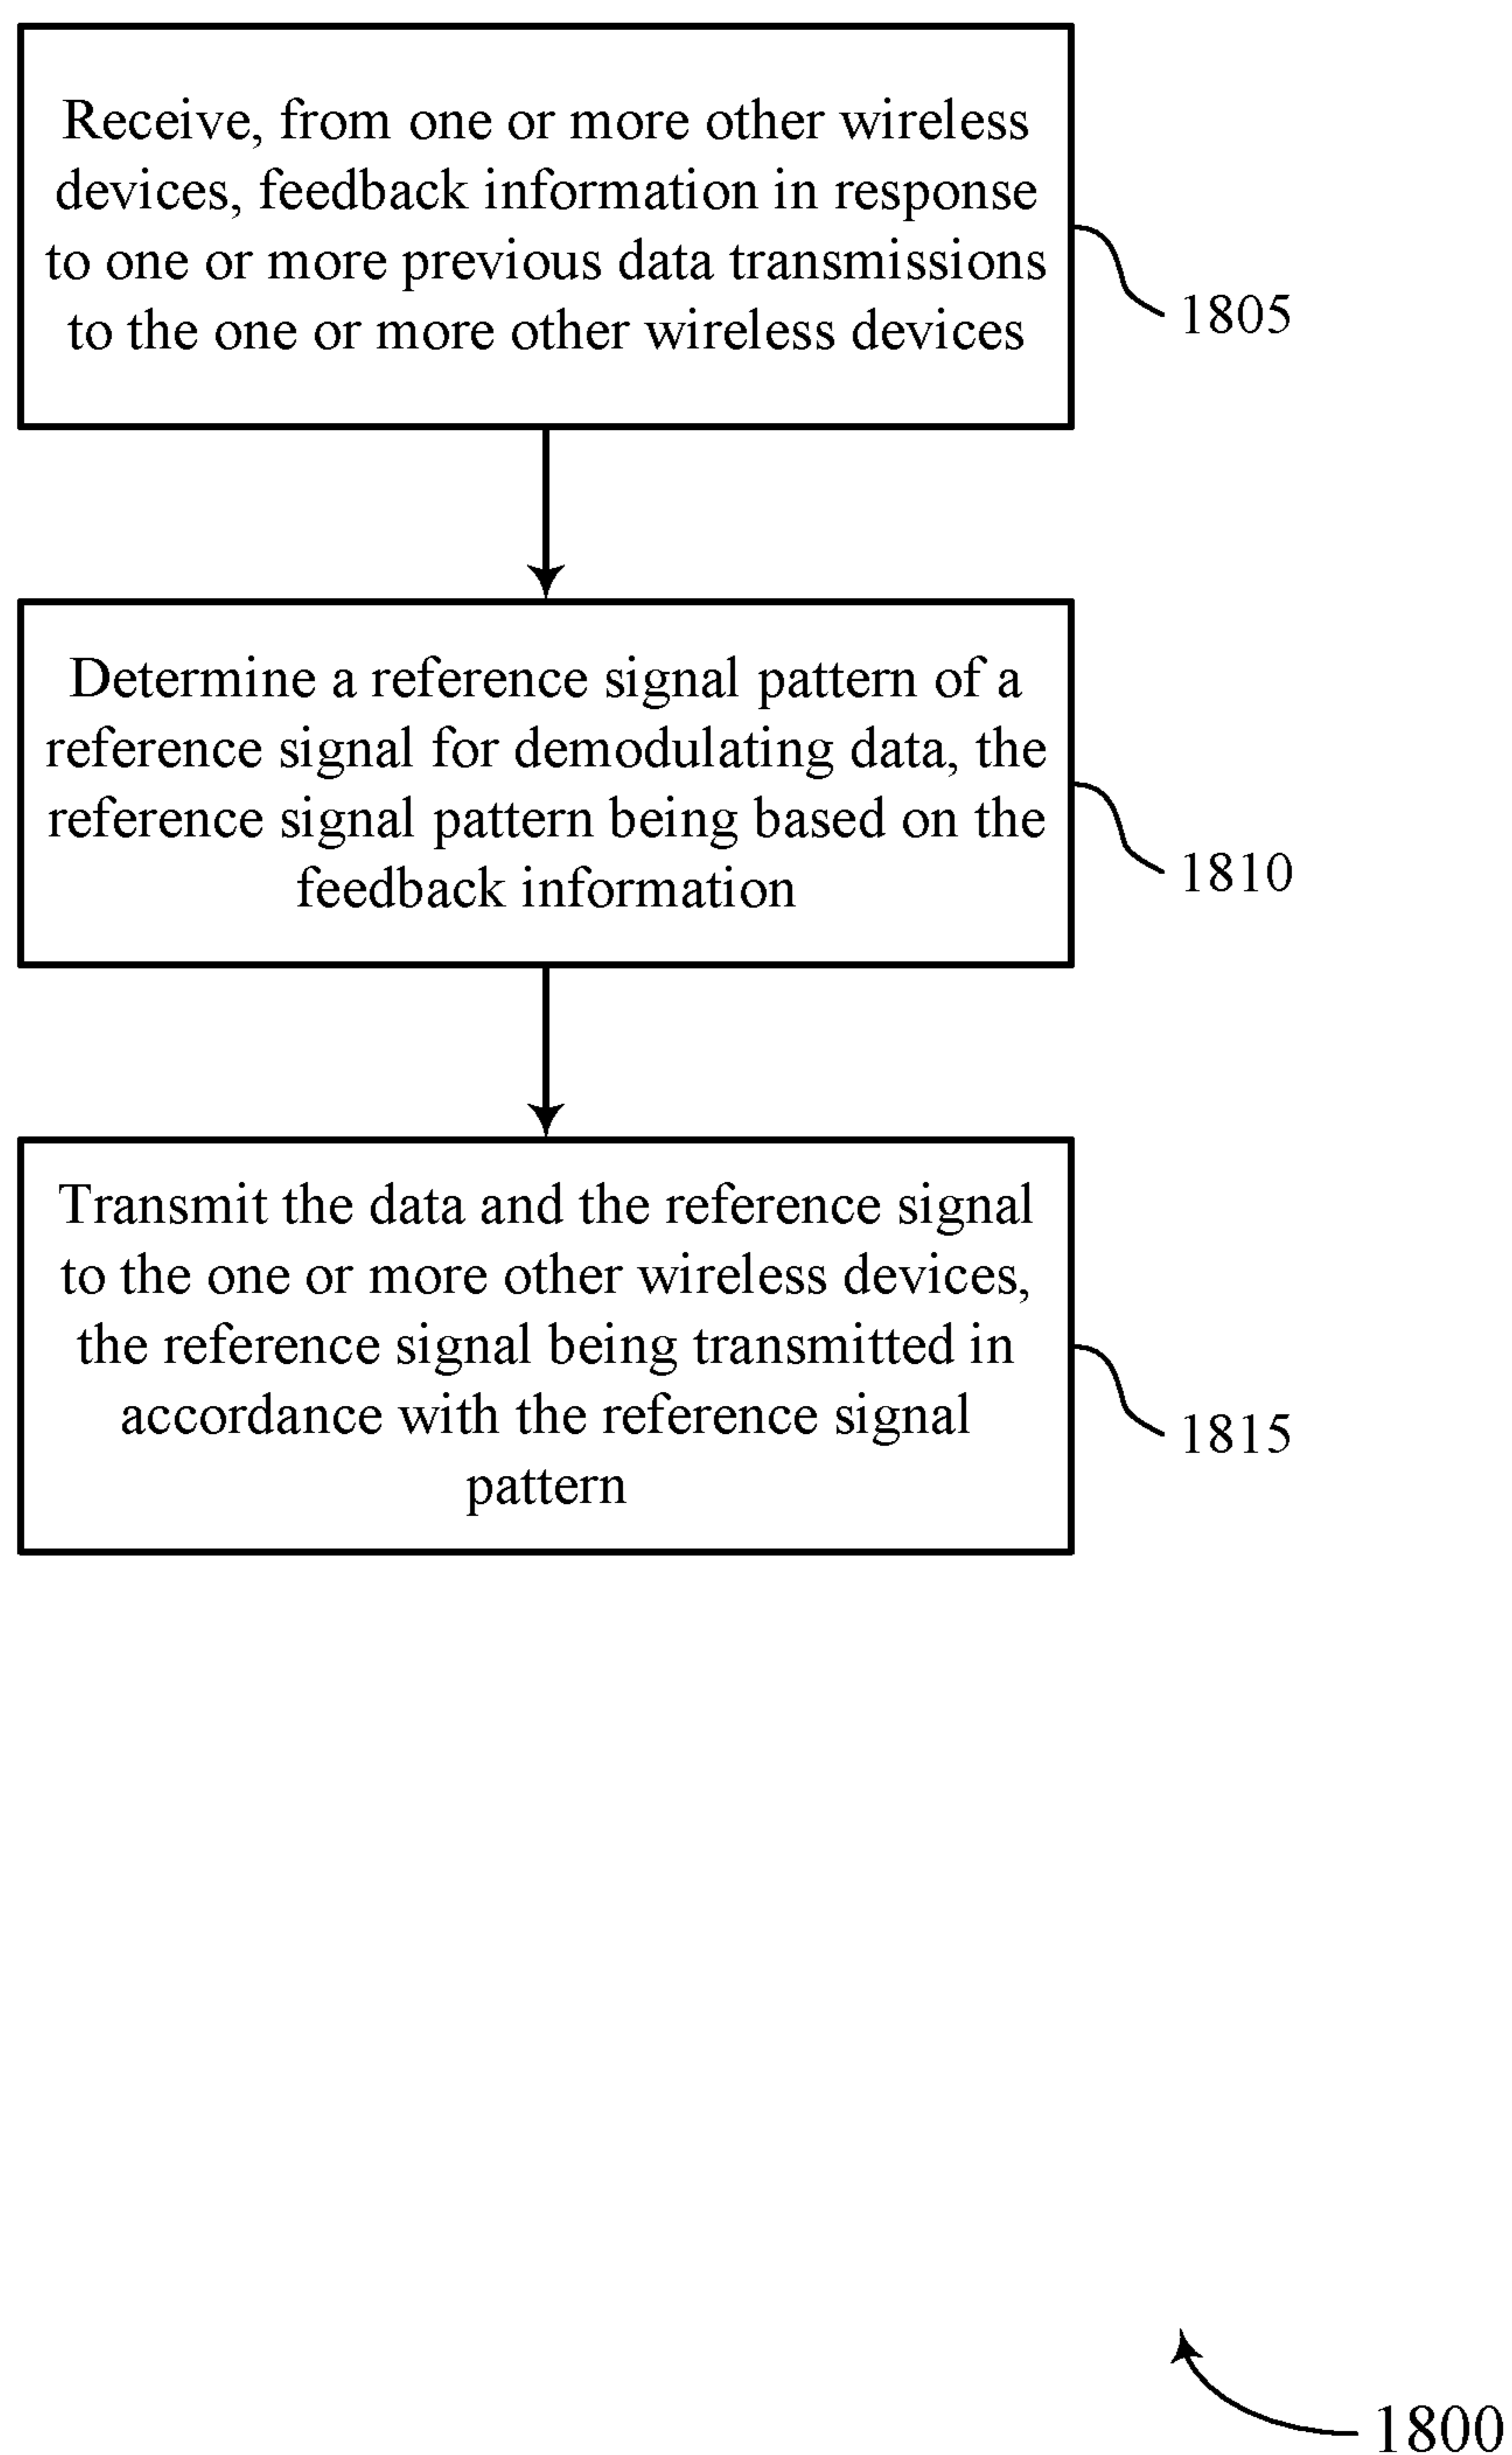 Receive, from one or more other wireless
devices, feedback information in response
to one or more previous data transmissions
to the one or more other wireless devices
1805
Determine a reference signal pattern of a
reference signal for demodulating data, the
reference signal pattern being based on the
feedback information
1810
Transmit the data and the reference signal
to the one or more other wireless devices,
the reference signal being transmitted in
accordance with the reference signal
pattern
1815
1800